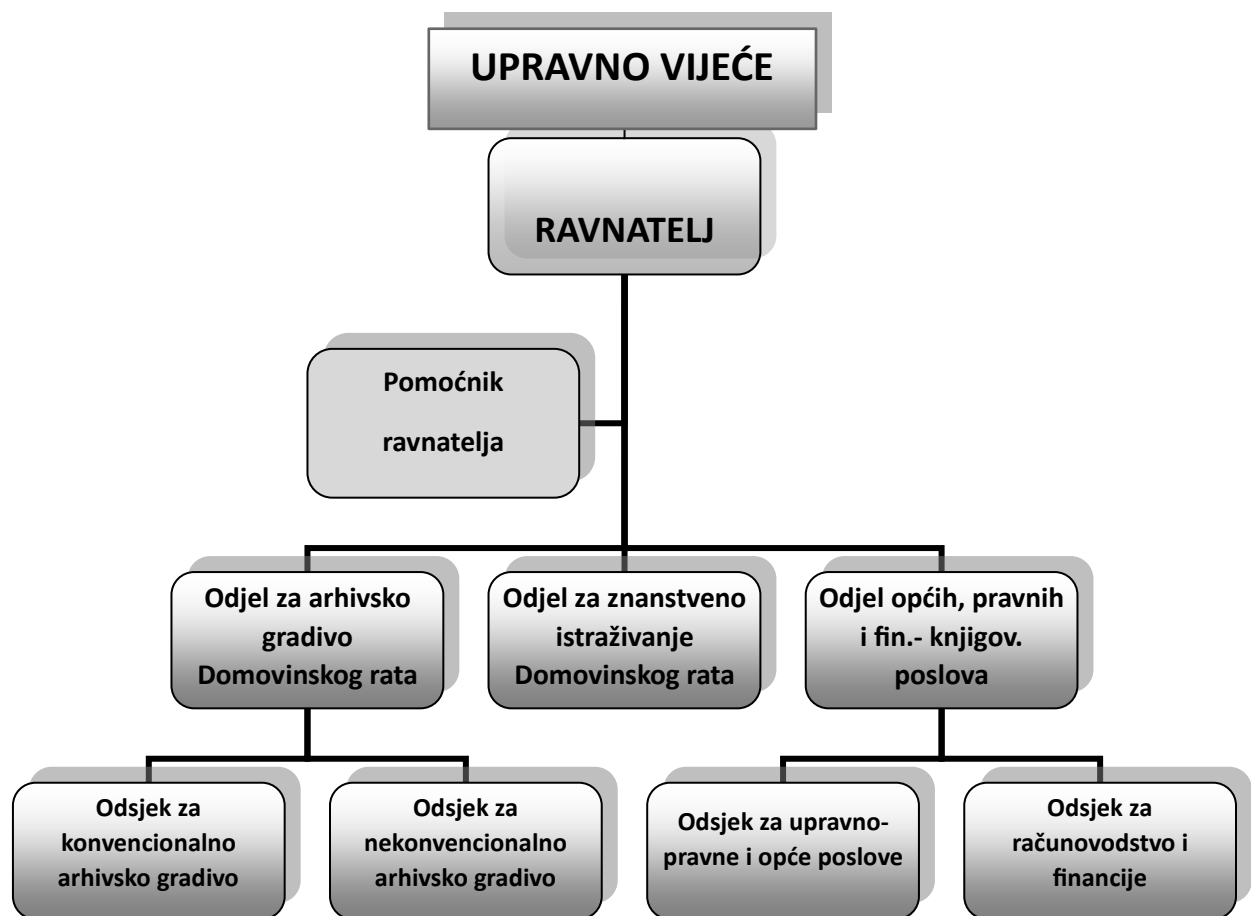 UPRAVNO VIJEĆE
RAVNATELJ
Pomoćnik
ravnatelja
Odjel za arhivsko
gradivo
Domovinskog rata
Odjel za znanstveno
istraživanje
Domovinskog rata
Odjel općih, pravnih
i fin.- knjigov.
poslova
Odsjek za
konvencionalno
arhivsko gradivo
Odsjek za
nekonvencionalno
arhivsko gradivo
Odsjek za upravno-
pravne i opće poslove
Odsjek za
računovodstvo i
financije